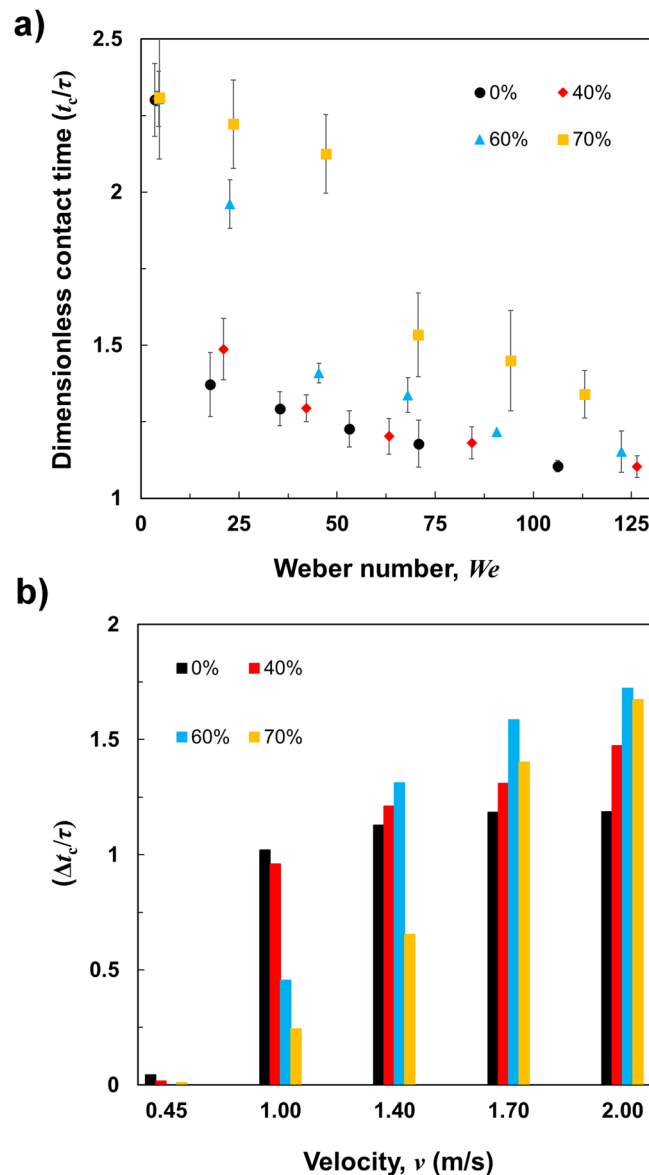 a)
Dimensionless contact time (tc/τ)
2.5
2
1.5
1
0% 40%
60% 70%
0 25 50 75 100 125
Weber number, We
b)
(Δtc/τ)
2
1.5
1
0.5
0
0% 40%
60% 70%
0.45 1.00 1.40 1.70 2.00
Velocity, v (m/s)